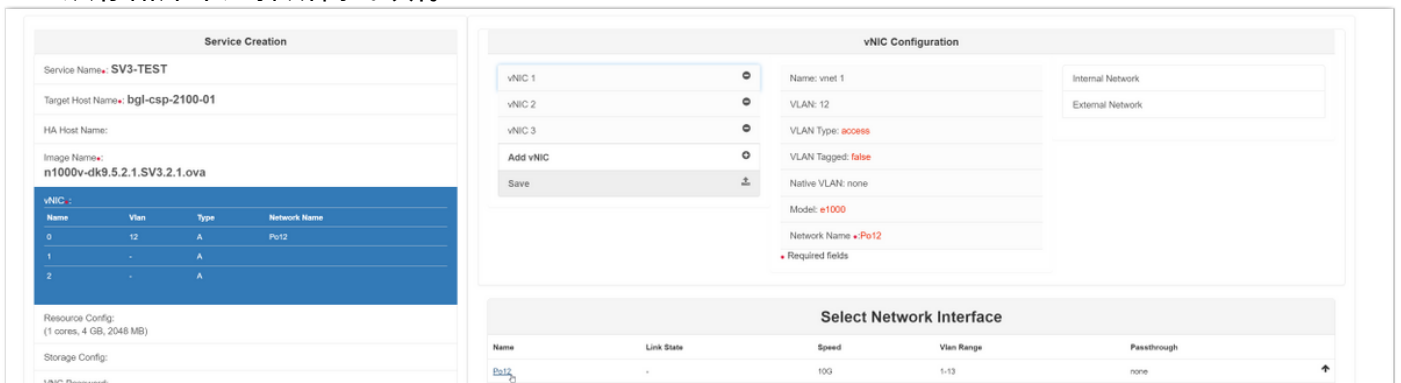 Service Creation
Service Name•: SV3-TEST
Target Host Name•: bgl-csp-2100-01
HA Host Name:
Image Name•:
n1000v-dk9.5.2.1.SV3.2.1.ova
vNIC•:
Name Vlan Type Network Name
0 12 A Po12
1 - A
2 - A
Resource Config:
(1 cores, 4 GB, 2048 MB)
Storage Config:
vNIC Configuration
vNIC 1
vNIC 2
vNIC 3
Add vNIC
Save
Name: vnet 1
VLAN: 12
VLAN Type: access
VLAN Tagged: false
Native VLAN: none
Model: e1000
Network Name •:Po12
• Required fields
Internal Network
External Network
Select Network Interface
Name Link State Speed Vlan Range Passthrough
Po12 - 10G 1-13 none